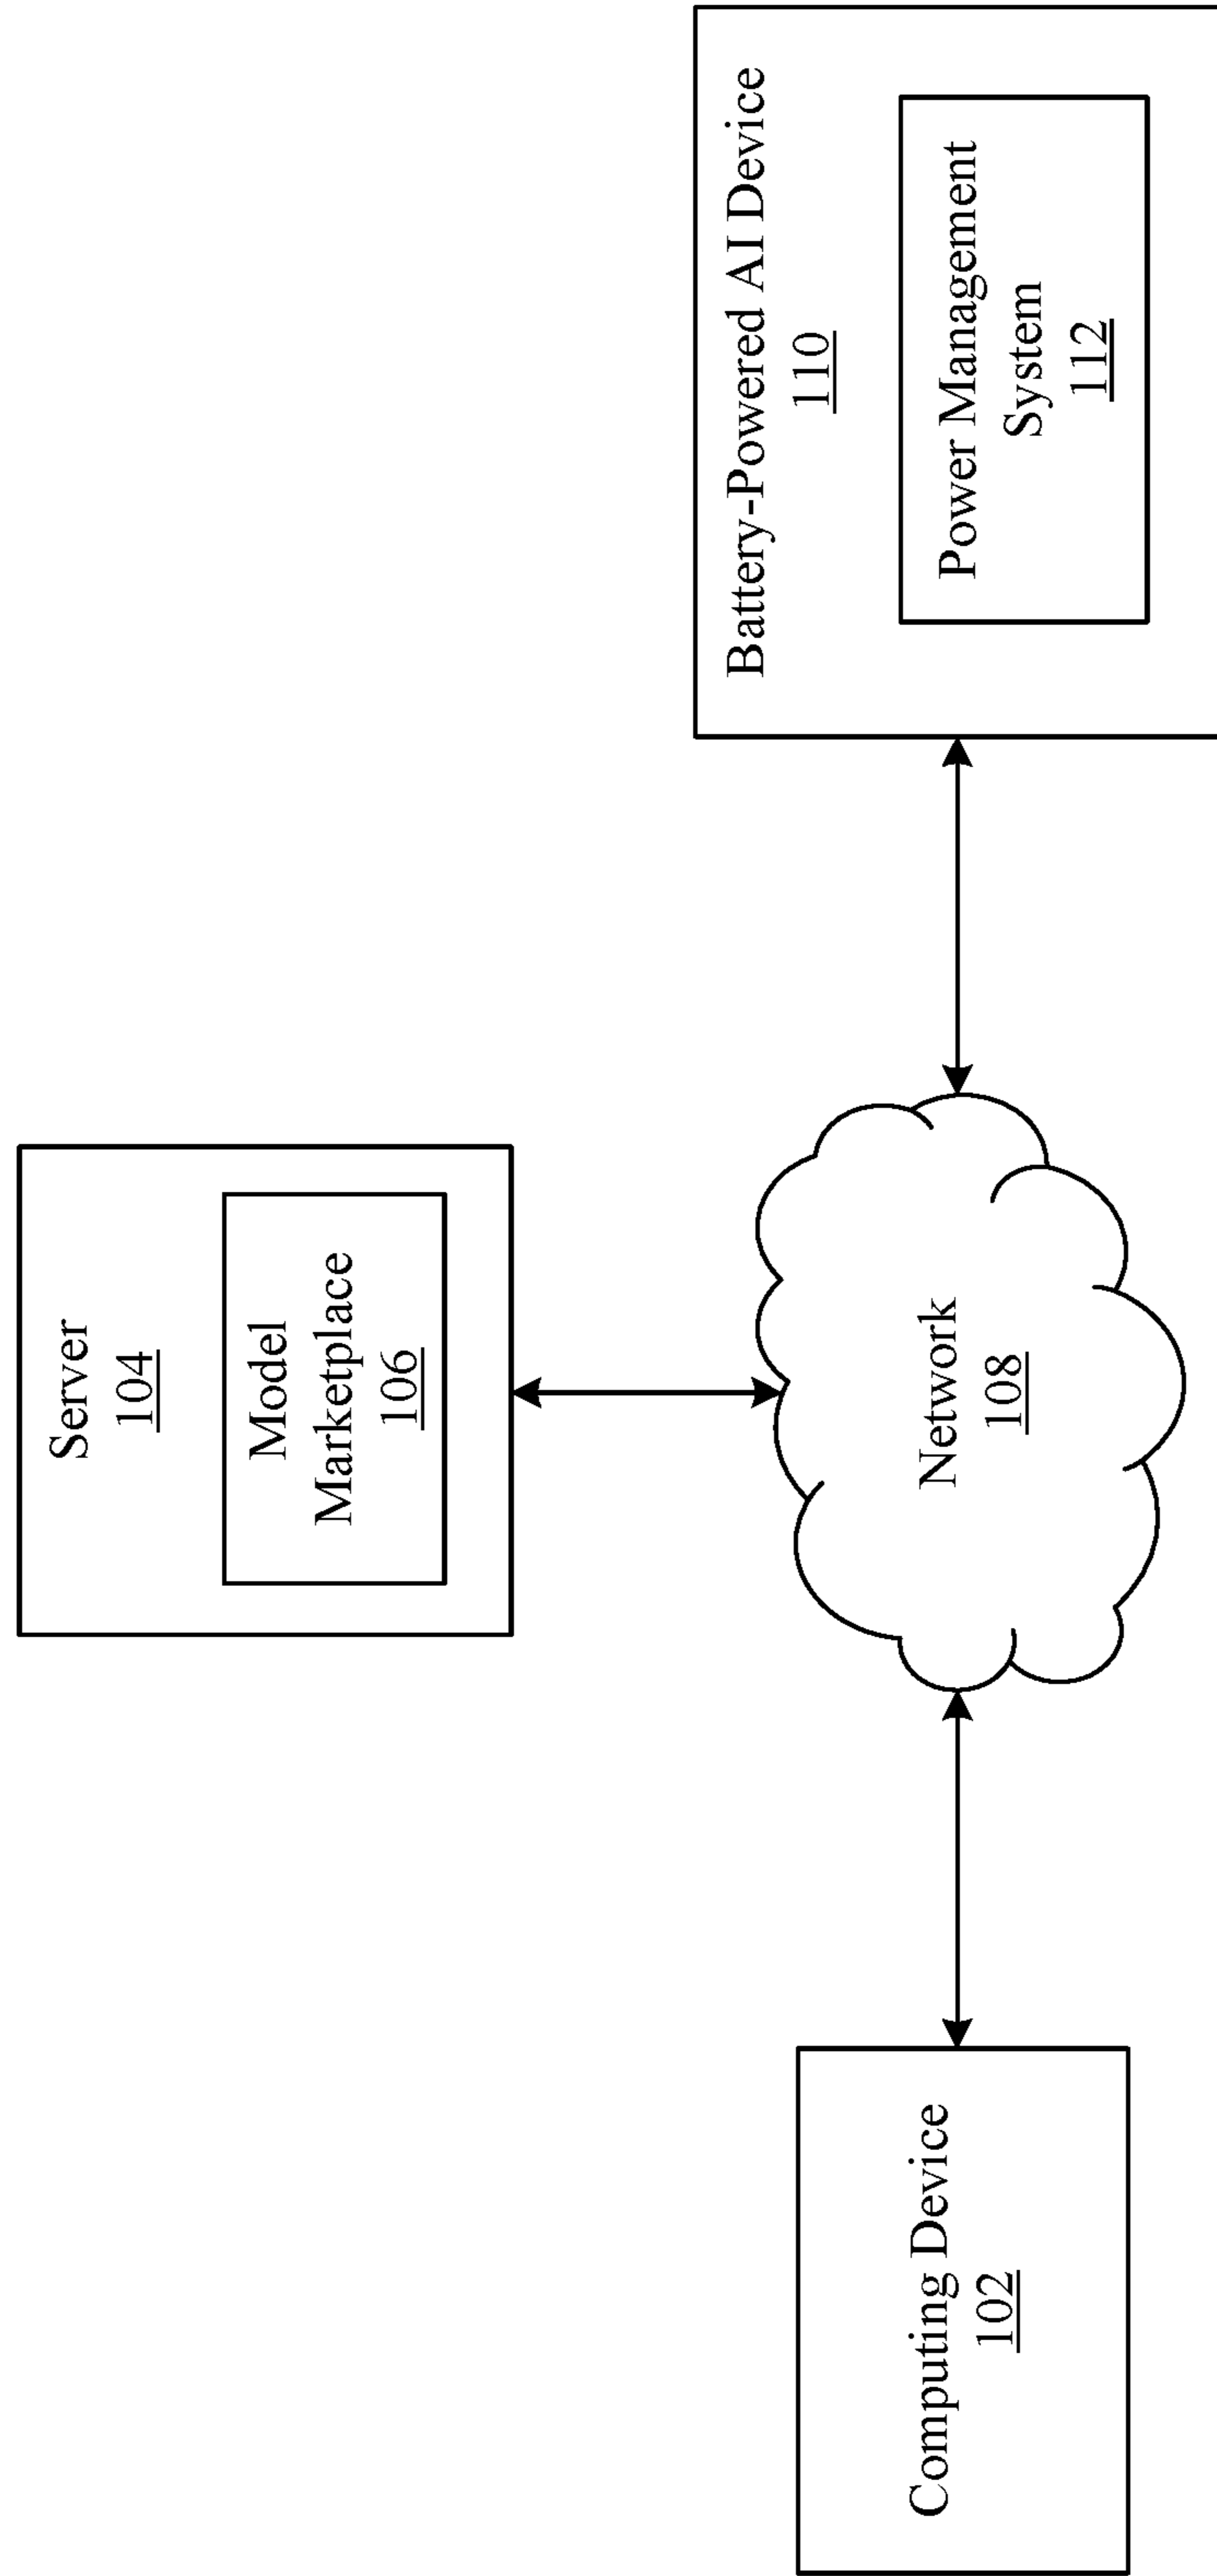 Server
104
Model
Marketplace
106
Computing Device
102
Network
108
Battery-Powered AI Device
110
Power Management
System
112